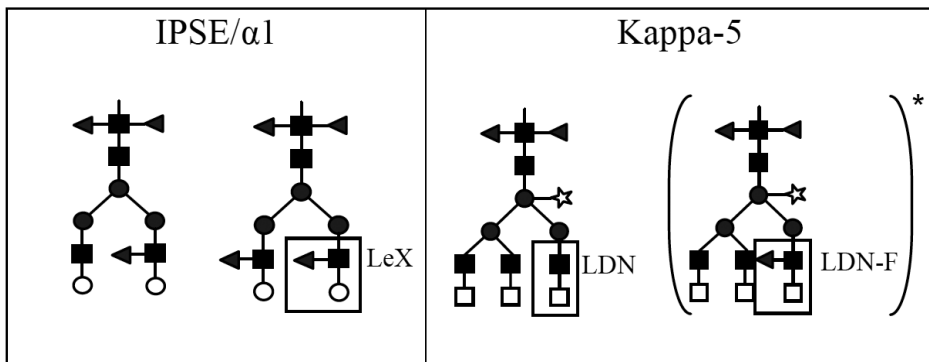 IPSE/α1
Kappa-5
*
LeX
LDN
LDN-F